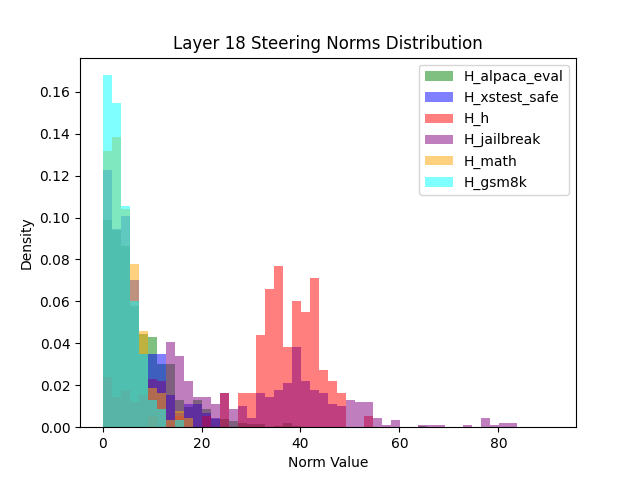 Layer 18 Steering Norms Distribution
H_alpaca_eval
H_xstest_safe
H_h
H_jailbreak
H_math
H_gsm8k
Density
0.16
0.14
0.12
0.10
0.08
0.06
0.04
0.02
0.00
0 20 40 60 80
Norm Value